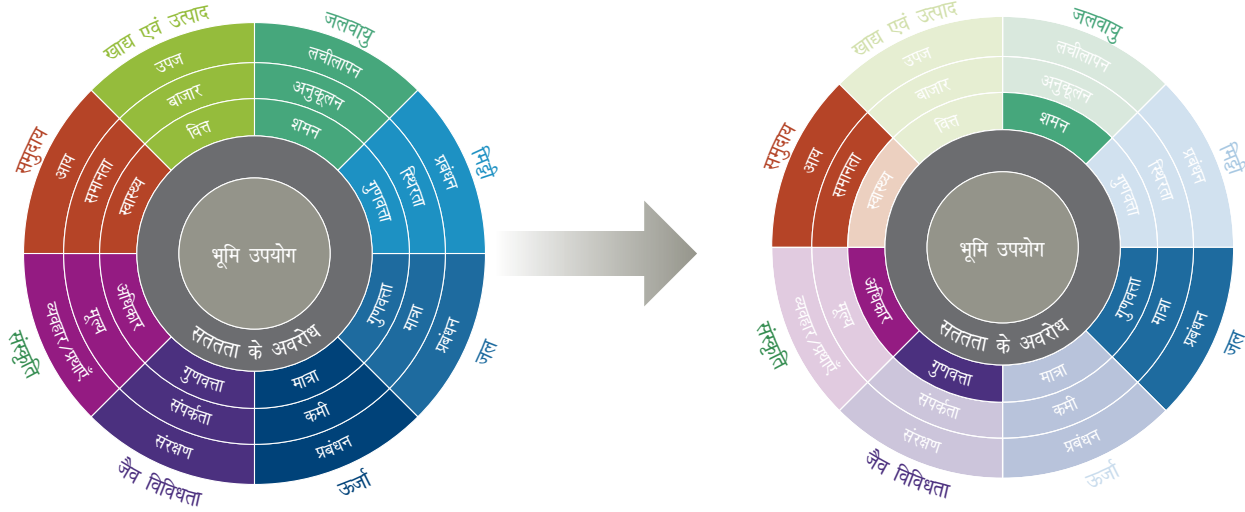 खाद्य एवं उत्पाद
जलवायु
मिट्टी
जल
ऊर्जा
जैव विविधता
संस्कृति
समुदाय
उपज
बाजार
वित्त
लचीलापन
अनुकूलन
शमन
प्रबंधन
स्थिरता
गुणवत्ता
प्रबंधन
मात्रा
गुणवत्ता
मात्रा
कमी
प्रबंधन
गुणवत्ता
संपर्कता
संरक्षण
अधिकार
मूल्य
व्यवहार/प्रथाएँ
आय
समानता
स्वास्थ्य
भूमि उपयोग
सततता के अवरोध
खाद्य एवं उत्पाद
जलवायु
मिट्टी
जल
ऊर्जा
जैव विविधता
संस्कृति
समुदाय
उपज
बाजार
वित्त
लचीलापन
अनुकूलन
शमन
प्रबंधन
स्थिरता
गुणवत्ता
प्रबंधन
मात्रा
गुणवत्ता
मात्रा
कमी
प्रबंधन
गुणवत्ता
संपर्कता
संरक्षण
अधिकार
मूल्य
व्यवहार/प्रथाएँ
आय
समानता
स्वास्थ्य
भूमि उपयोग
सततता के अवरोध